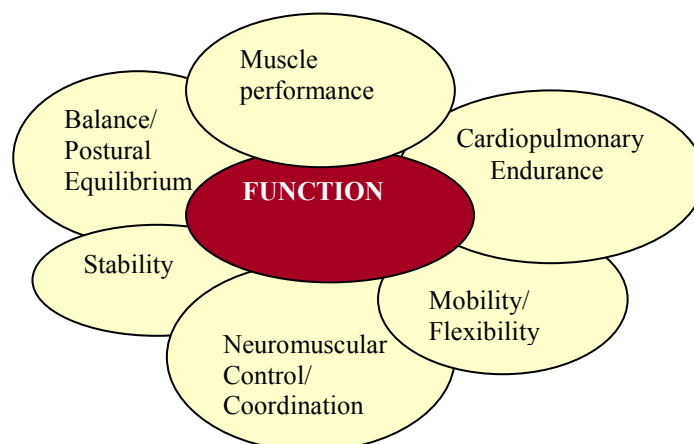 Muscle
performance
Balance/
Postural
Equilibrium
Cardiopulmonary
Endurance
FUNCTION
Stability
Mobility/
Flexibility
Neuromuscular
Control/
Coordination